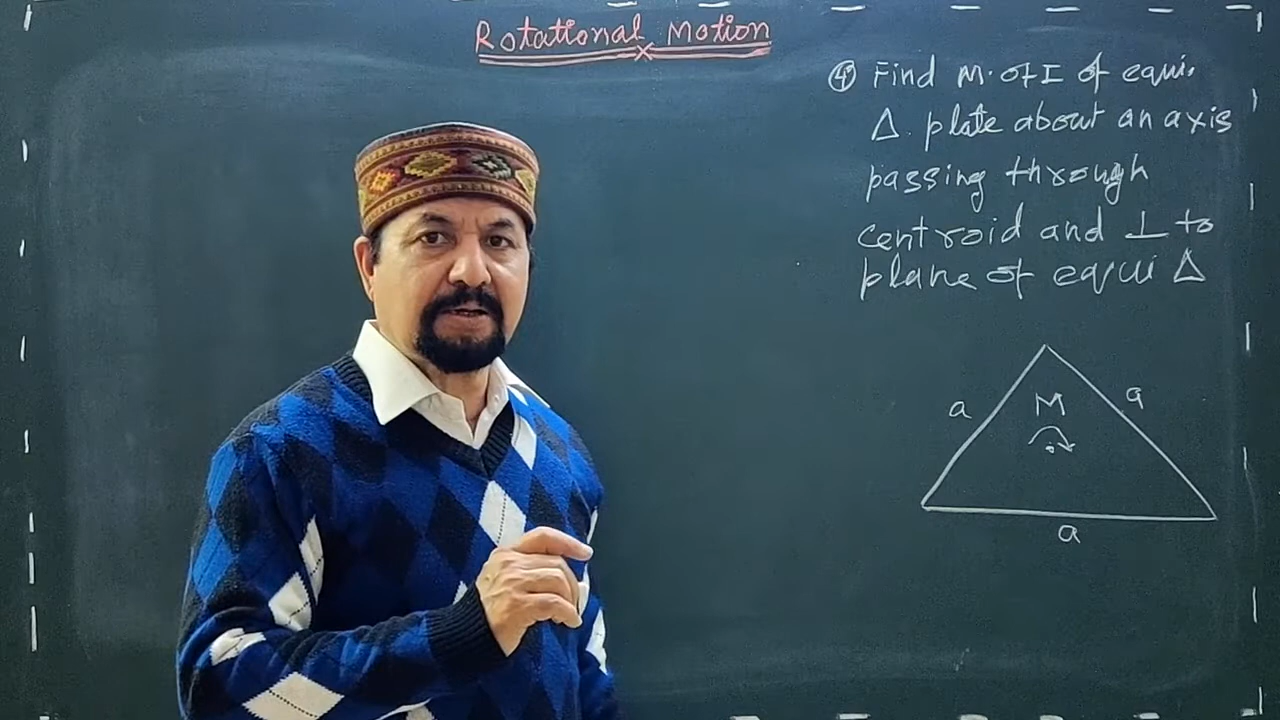 Rotational Motion
④ Find M. of I of equi.
Δ. plate about an axis
passing through
centroid and ⊥ to
plane of equi Δ
M
a
a
a